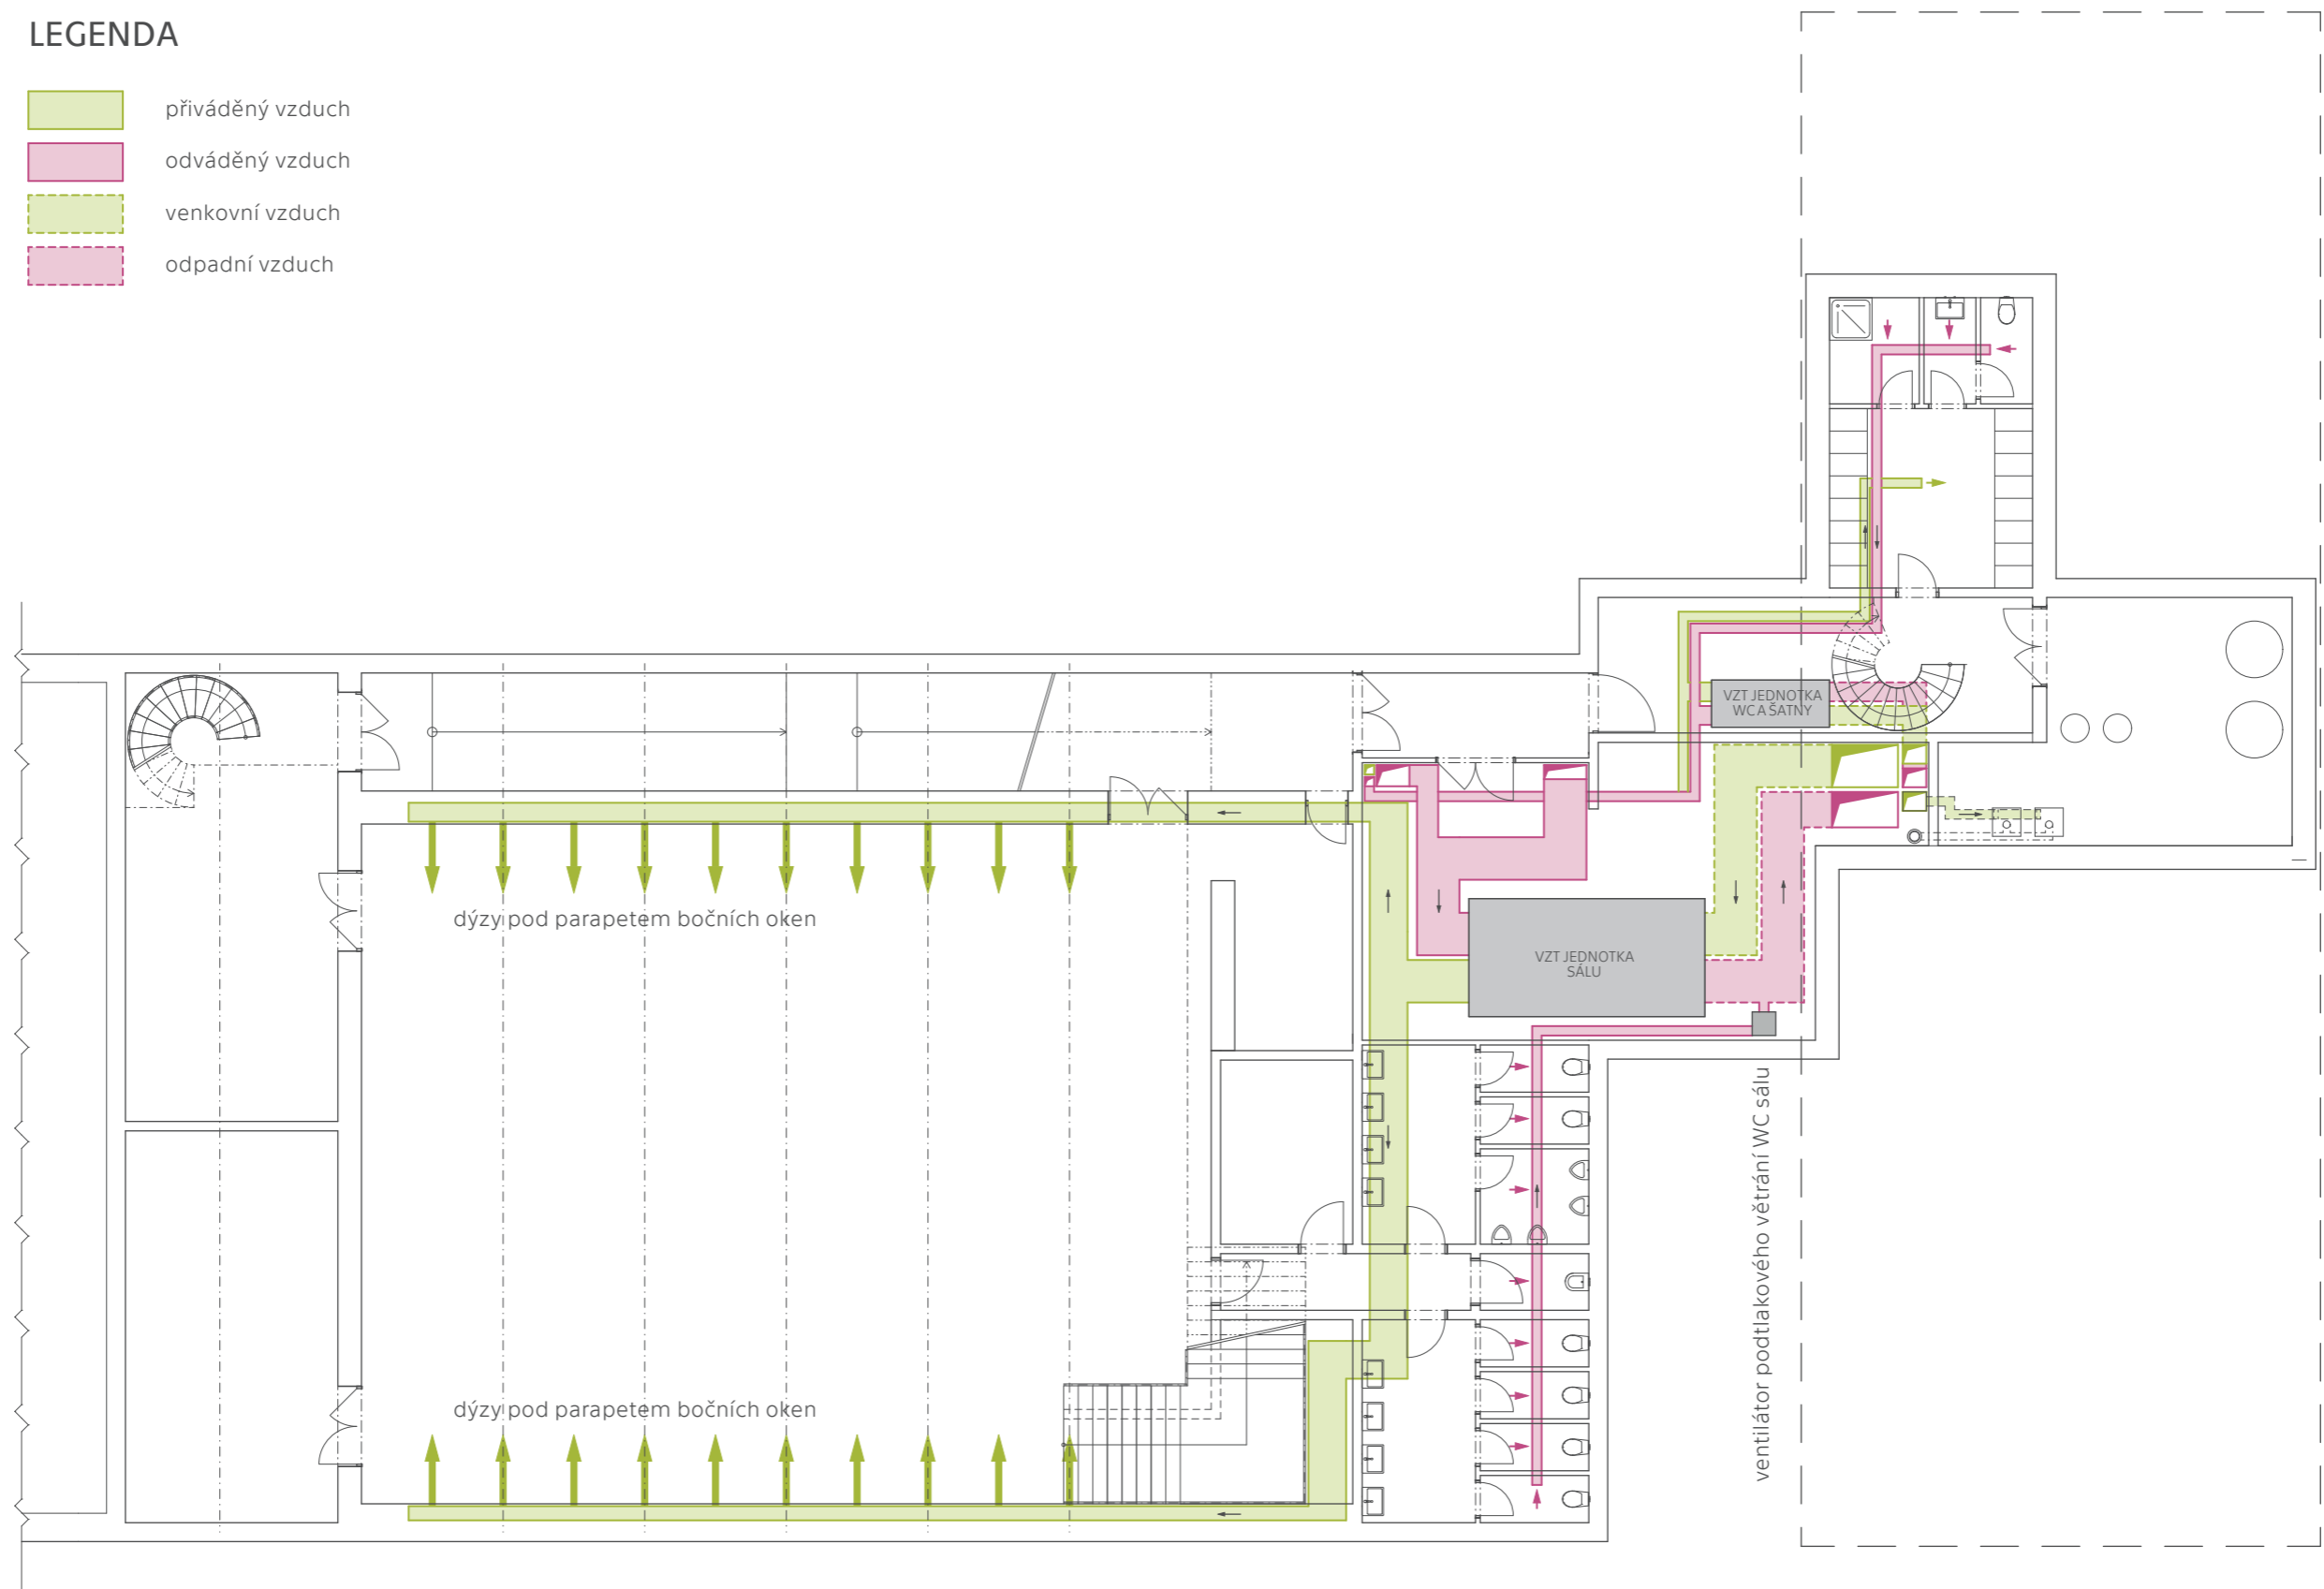 LEGENDA
přiváděný vzduch
odváděný vzduch
venkovní vzduch
odpadní vzduch
VZT JEDNOTKA
WC A ŠATNY
dýzy pod parapetem bočních oken
VZT JEDNOTKA
SÁLU
ventilátor podtlakového větrání WC sálu
dýzy pod parapetem bočních oken